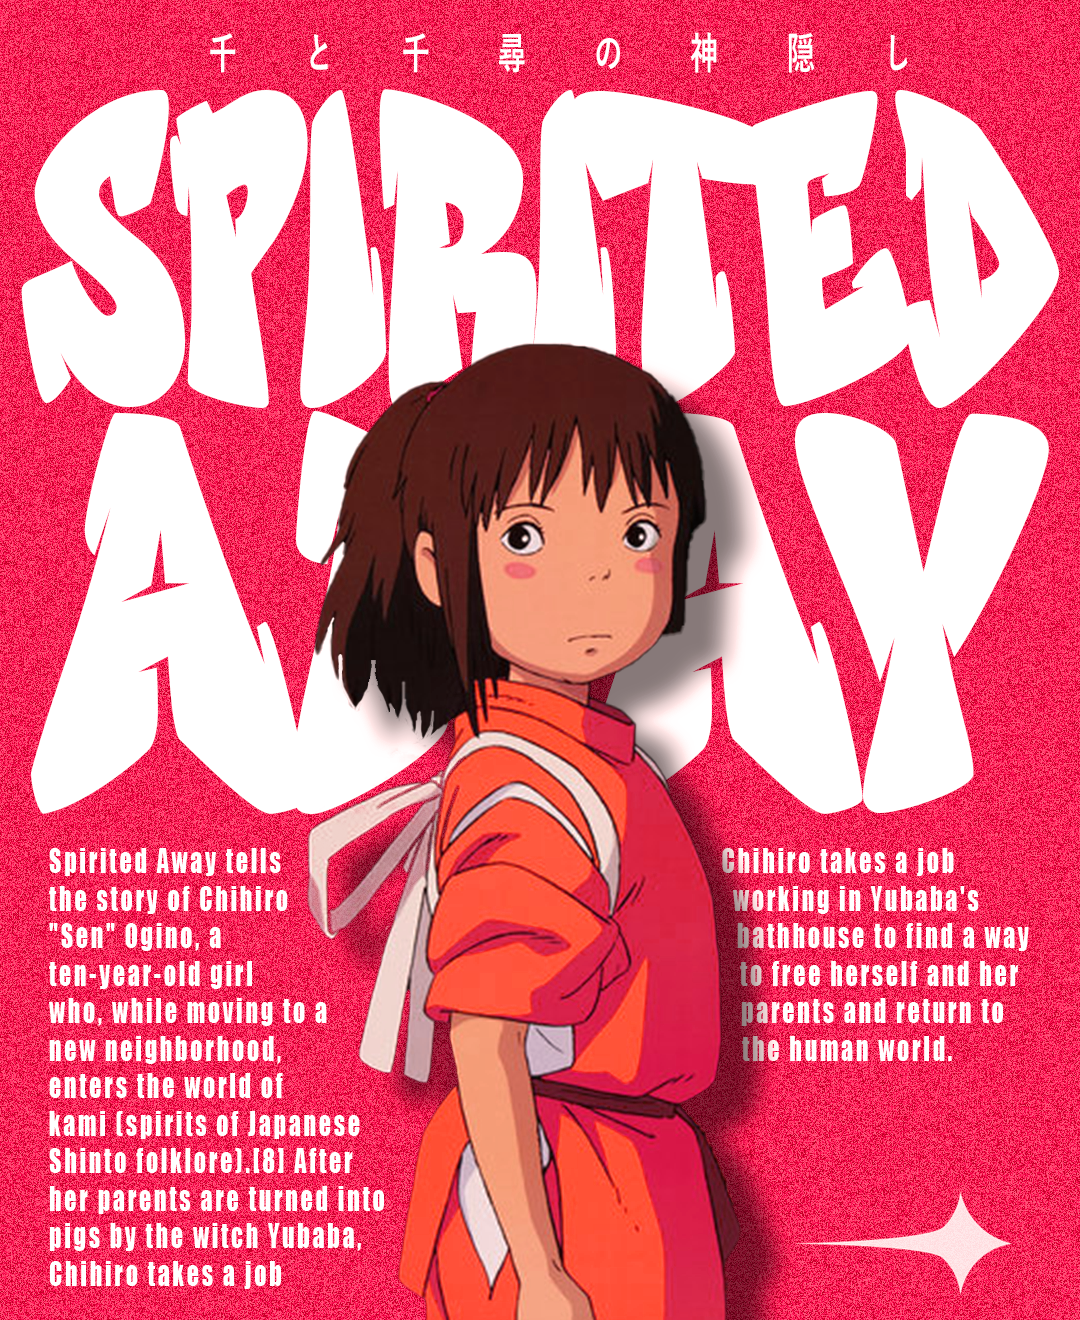 千と千尋の神隠し
SPIRITED
AWAY
Spirited Away tells
the story of Chihiro
"Sen" Ogino, a
ten-year-old girl
who, while moving to a
new neighborhood,
enters the world of
kami (spirits of Japanese
Shinto folklore).[8] After
her parents are turned into
pigs by the witch Yubaba,
Chihiro takes a job
Chihiro takes a job
working in Yubaba's
bathhouse to find a way
to free herself and her
parents and return to
the human world.